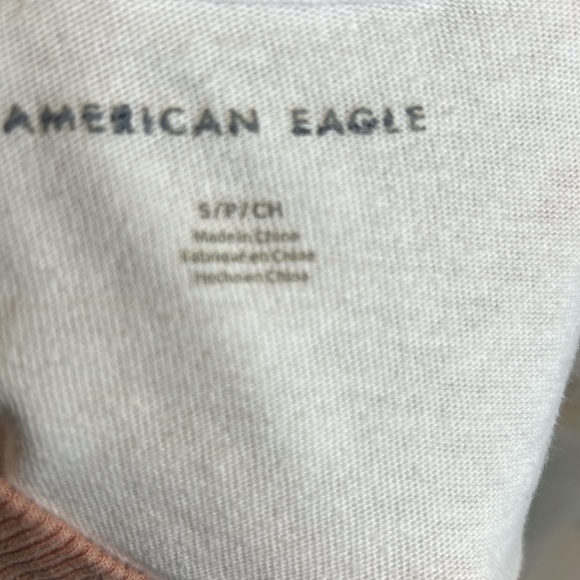 AMERICAN EAGLE
S/P/CH
Made in China
Fabriqué en Chine
Hecho en China